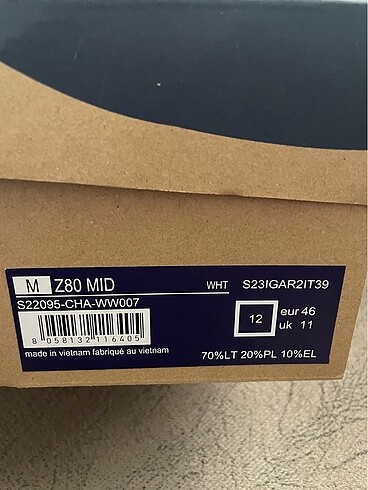 M Z80 MID WHT S23IGAR2IT39
S22095-CHA-WW007
12 eur 46
uk 11
8 058132 116405
made in vietnam fabriqué au vietnam
70%LT 20%PL 10%EL